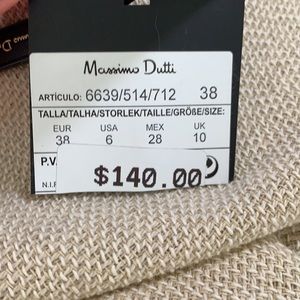 Massimo Dutti
ARTÍCULO: 6639/514/712 38
TALLA/TALHA/STORLEK/TAILLE/GRÖßE/SIZE:
EUR USA MEX UK
38 6 28 10
P.V.
$140.00
N.I.F